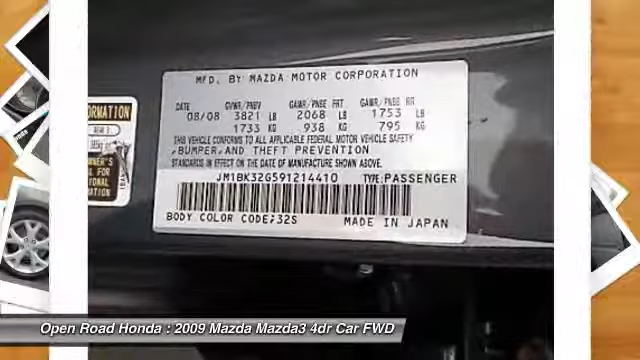 MFD. BY MAZDA MOTOR CORPORATION
DATE GVWR/PNBV GAWR/PNBE FRT GAWR/PNBE RR
08/08 3821 LB 2068 LB 1753 LB
1733 KG 938 KG 795 KG
THIS VEHICLE CONFORMS TO ALL APPLICABLE FEDERAL MOTOR VEHICLE SAFETY
,BUMPER,AND THEFT PREVENTION
STANDARDS IN EFFECT ON THE DATE OF MANUFACTURE SHOWN ABOVE.
JM1BK32G591214410 TYPE:PASSENGER
BODY COLOR CODE:32S MADE IN JAPAN
ORMATION
Open Road Honda : 2009 Mazda Mazda3 4dr Car FWD